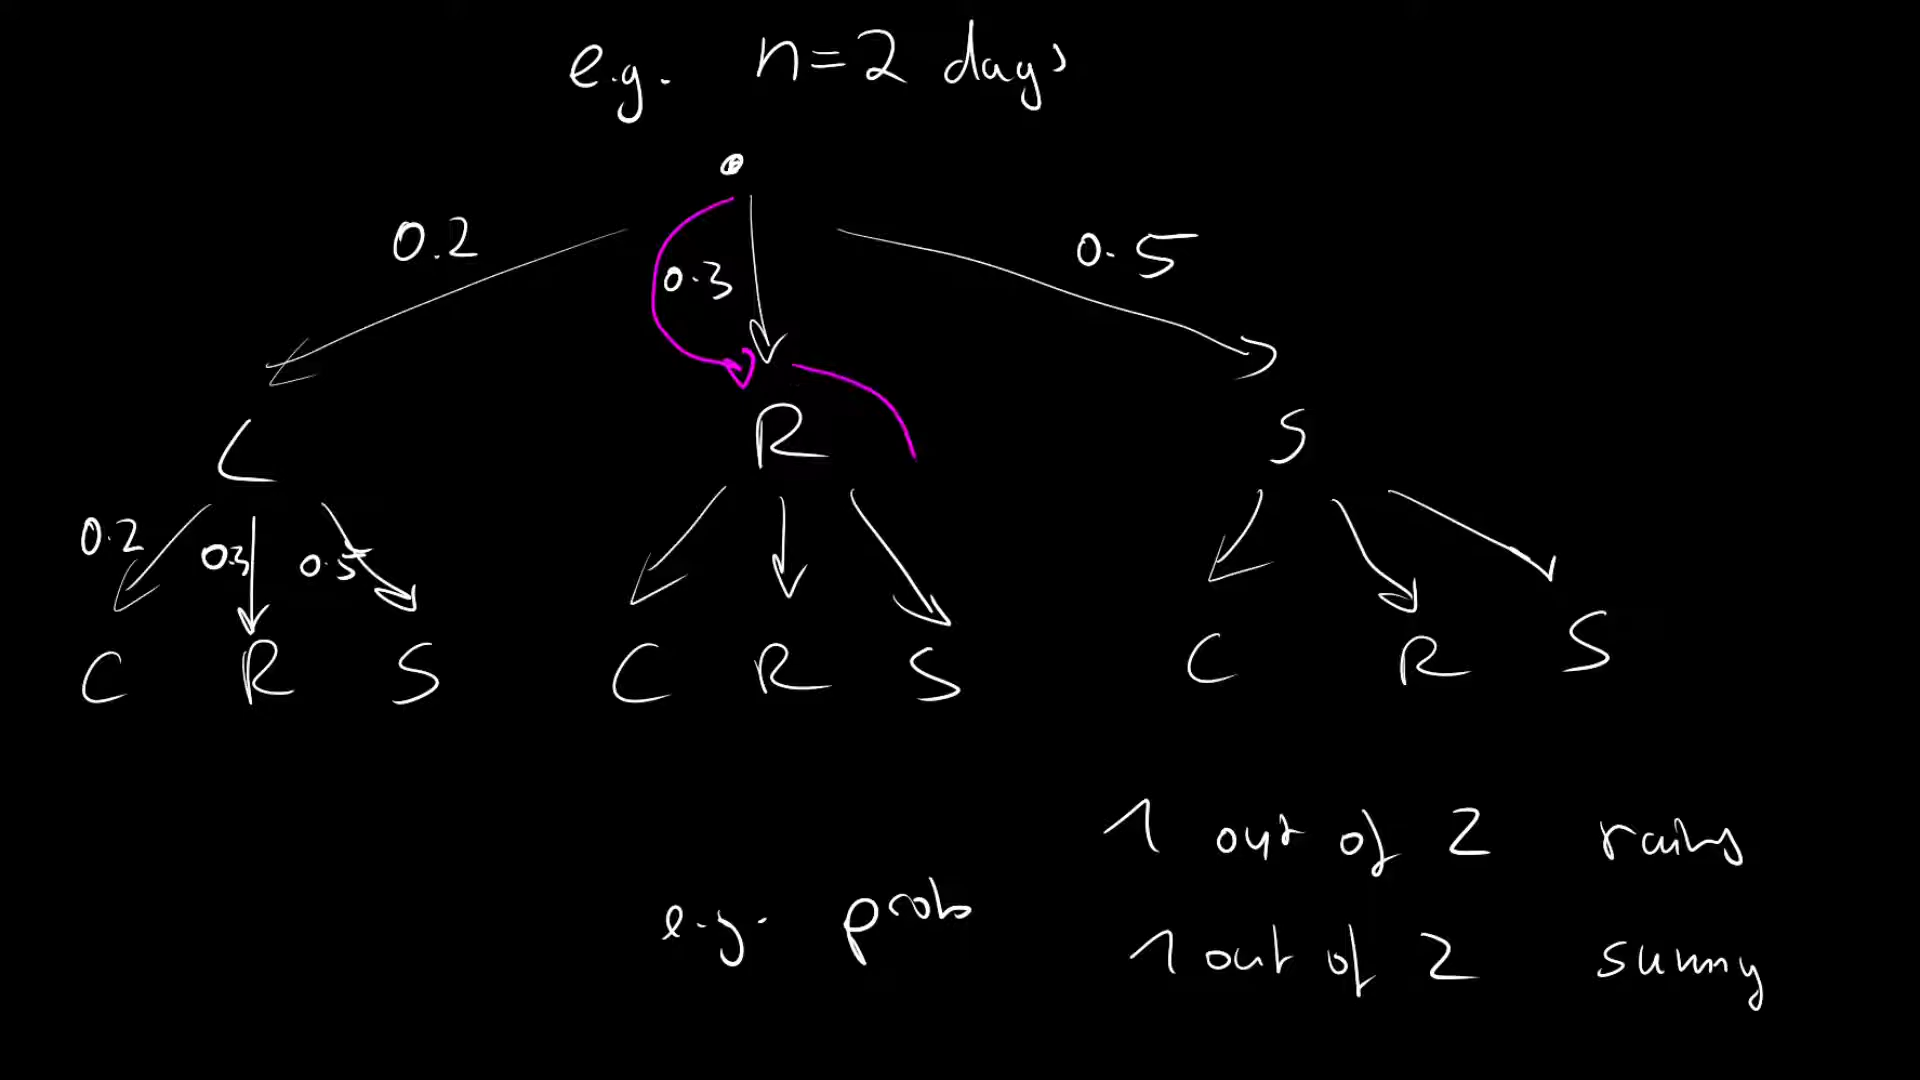 e.g. n=2 days
0.2 0.3 0.5
C R S
0.2 0.3 0.5
C R S C R S C R S
1 out of 2 rainy
e.g. prob
1 out of 2 sunny